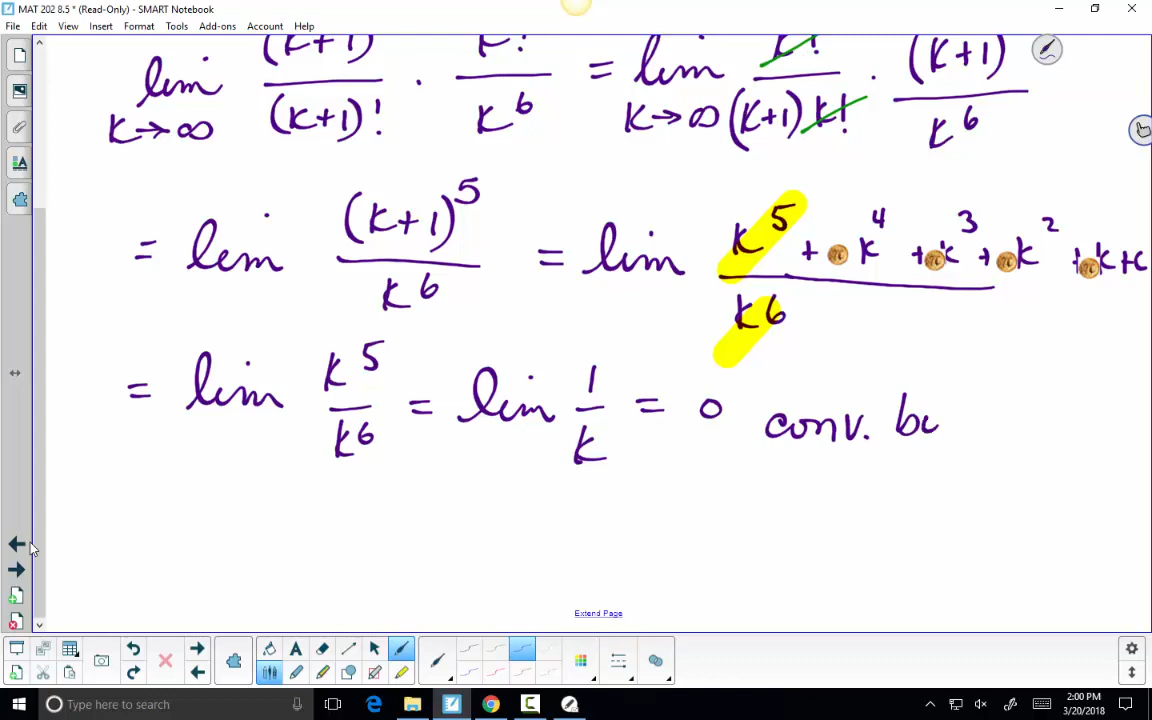 MAT 202 8.5 * (Read-Only) - SMART Notebook
File Edit View Insert Format Tools Add-ons Account Help
lim (k+1) / (k+1)! · k! / k^6 = lim k! / (k+1) k! · (k+1) / k^6
k→∞ k→∞
= lim (k+1)^5 / k^6 = lim k^5 + k^4 + k^3 + k^2 + k + c / k^6
= lim k^5 / k^6 = lim 1 / k = 0 conv.
Extend Page
Type here to search
2:00 PM
3/20/2018